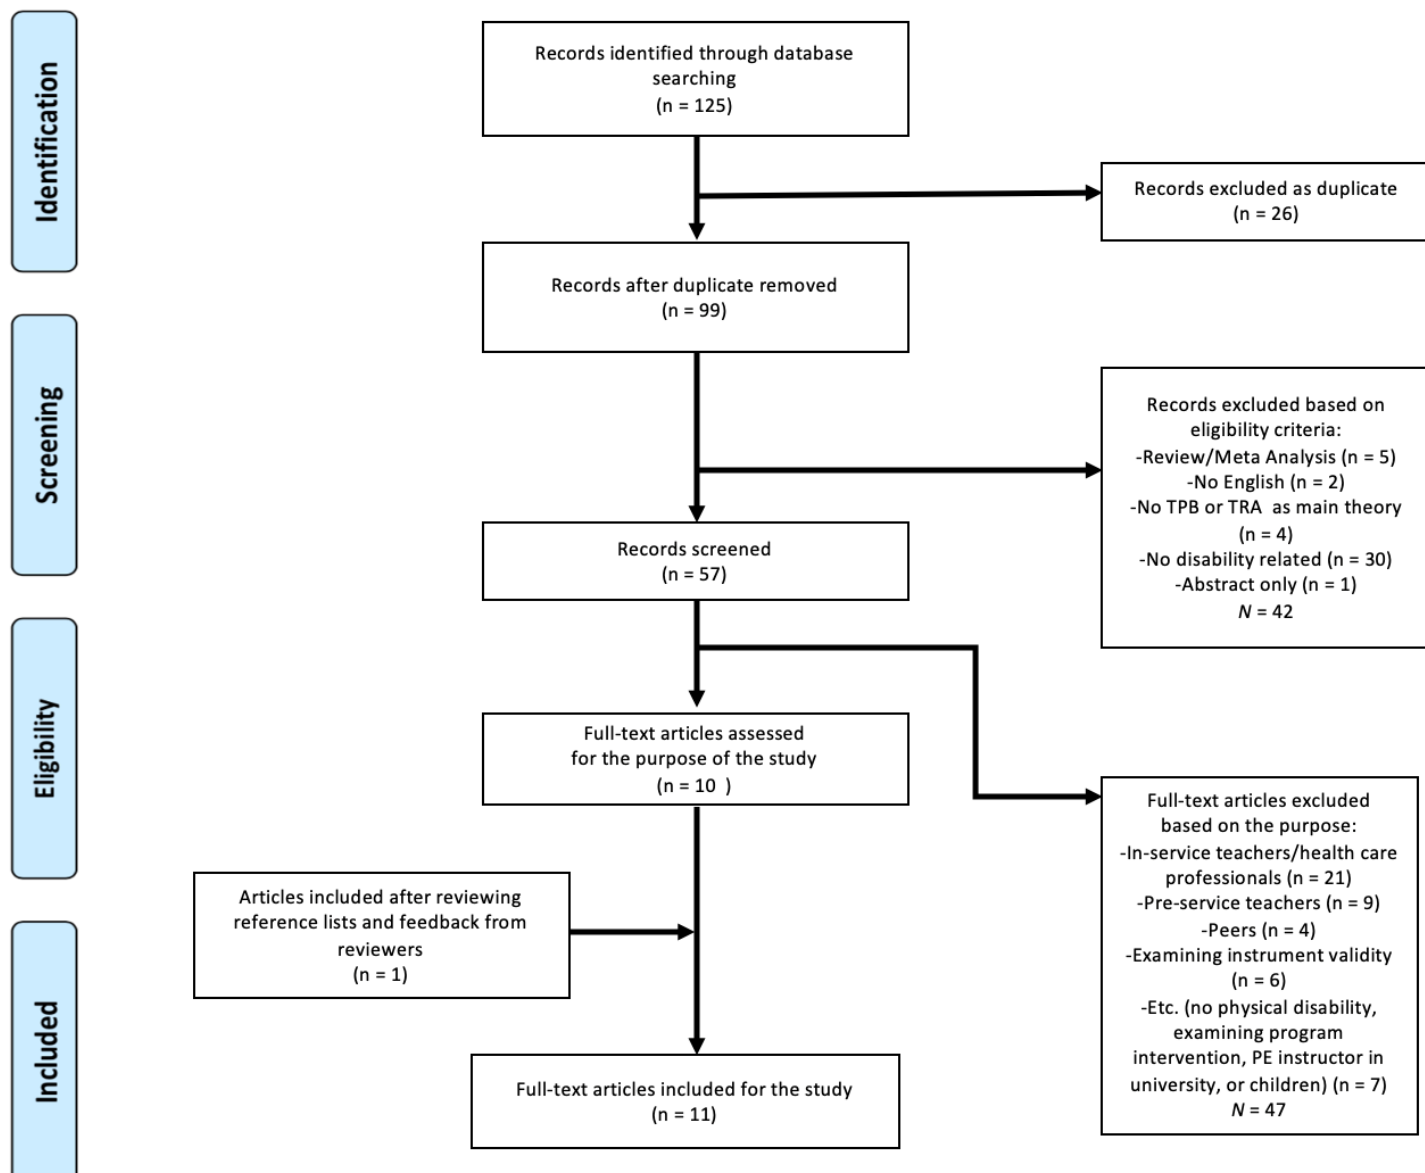 Identification
Records identified through database
searching
(n = 125)
Records excluded as duplicate
(n = 26)
Records after duplicate removed
(n = 99)
Screening
Records excluded based on
eligibility criteria:
-Review/Meta Analysis (n = 5)
-No English (n = 2)
-No TPB or TRA as main theory
(n = 4)
-No disability related (n = 30)
-Abstract only (n = 1)
N = 42
Records screened
(n = 57)
Eligibility
Full-text articles assessed
for the purpose of the study
(n = 10 )
Full-text articles excluded
based on the purpose:
-In-service teachers/health care
professionals (n = 21)
-Pre-service teachers (n = 9)
-Peers (n = 4)
-Examining instrument validity
(n = 6)
-Etc. (no physical disability,
examining program
intervention, PE instructor in
university, or children) (n = 7)
N = 47
Articles included after reviewing
reference lists and feedback from
reviewers
(n = 1)
Included
Full-text articles included for the study
(n = 11)